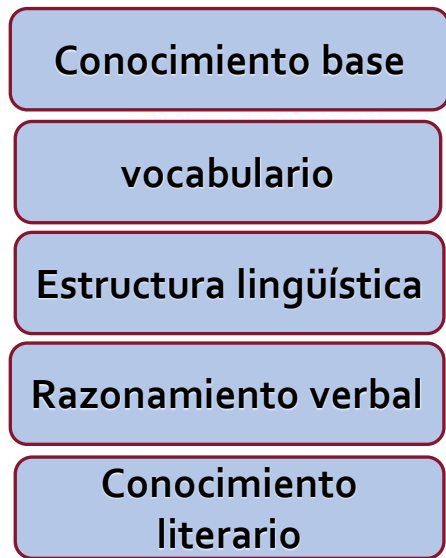 Conocimiento base
vocabulario
Estructura lingüística
Razonamiento verbal
Conocimiento
literario